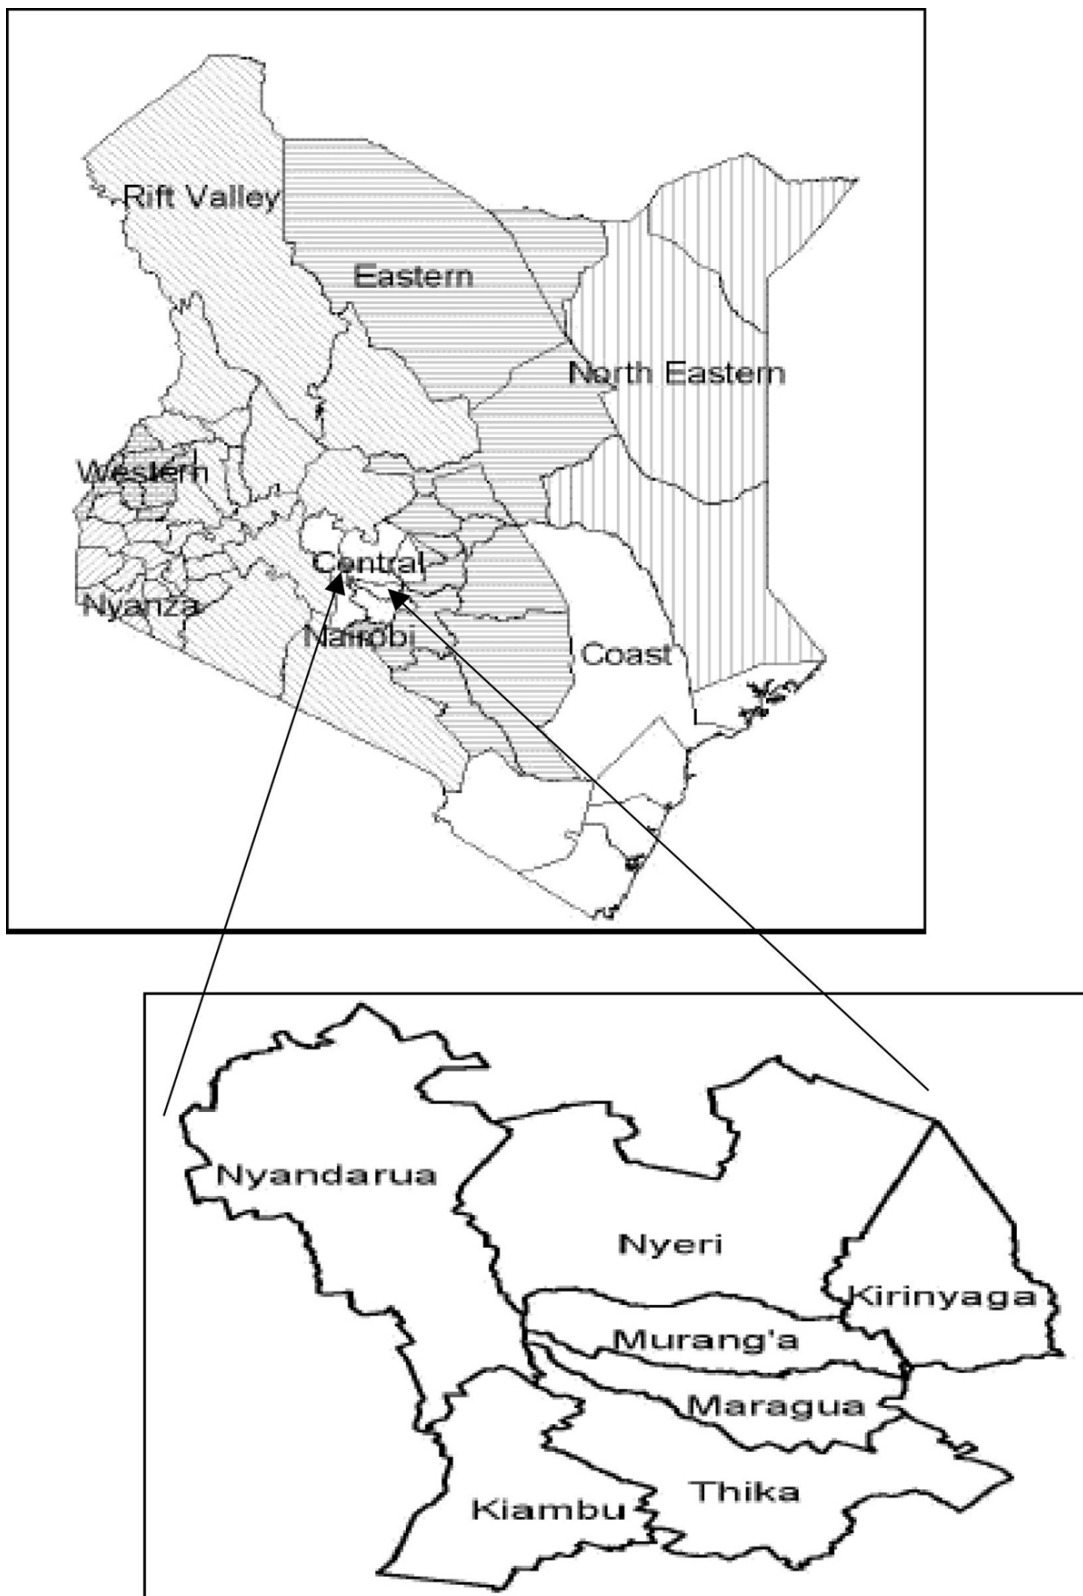 Rift Valley
Eastern
North Eastern
Western
Central
Nyanza
Nairobi
Coast
Nyandarua
Nyeri
Kirinyaga
Murang'a
Maragua
Thika
Kiambu